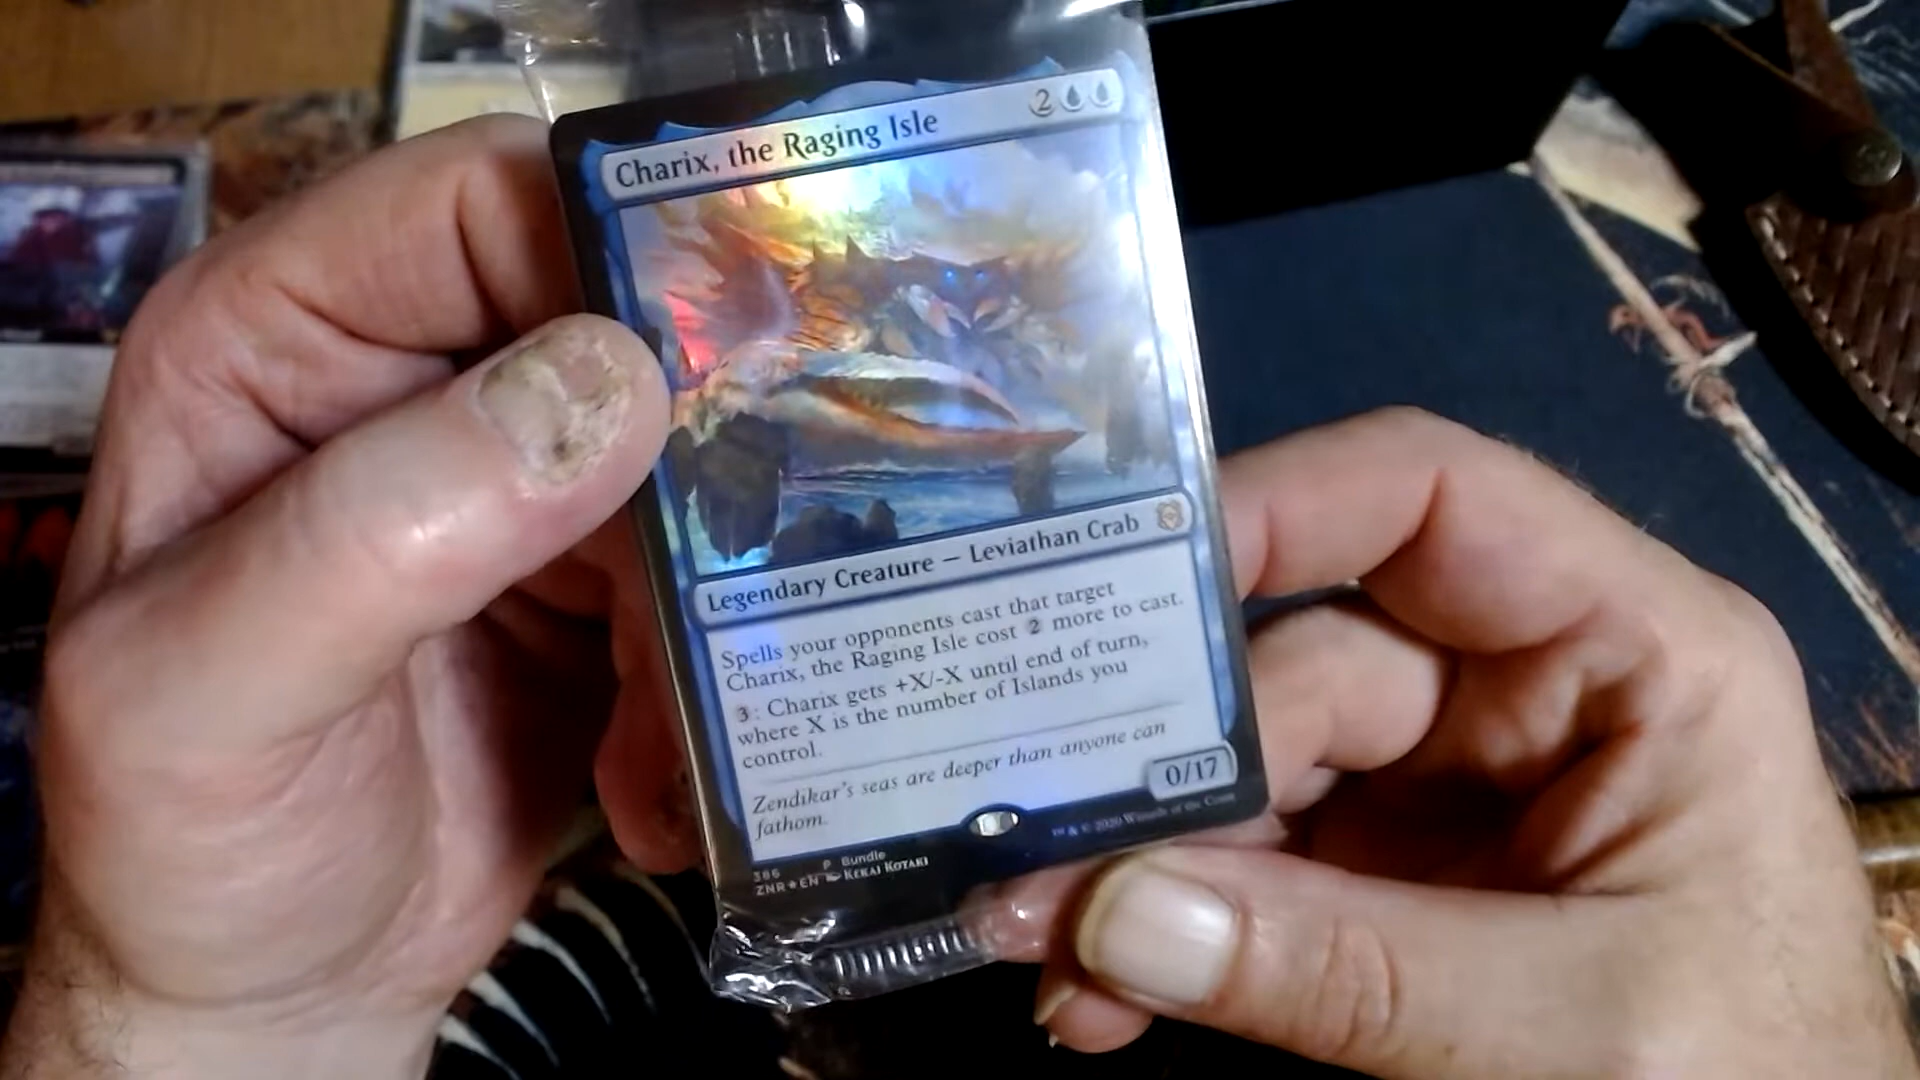 Charix, the Raging Isle 2
Legendary Creature — Leviathan Crab
Spells your opponents cast that target
Charix, the Raging Isle cost 2 more to cast.
3: Charix gets +X/-X until end of turn,
where X is the number of Islands you
control.
Zendikar's seas are deeper than anyone can
fathom.
0/17
386 P Bundle
ZNR★EN Kekai Kotaki
™ & © 2020 Wizards of the Coast